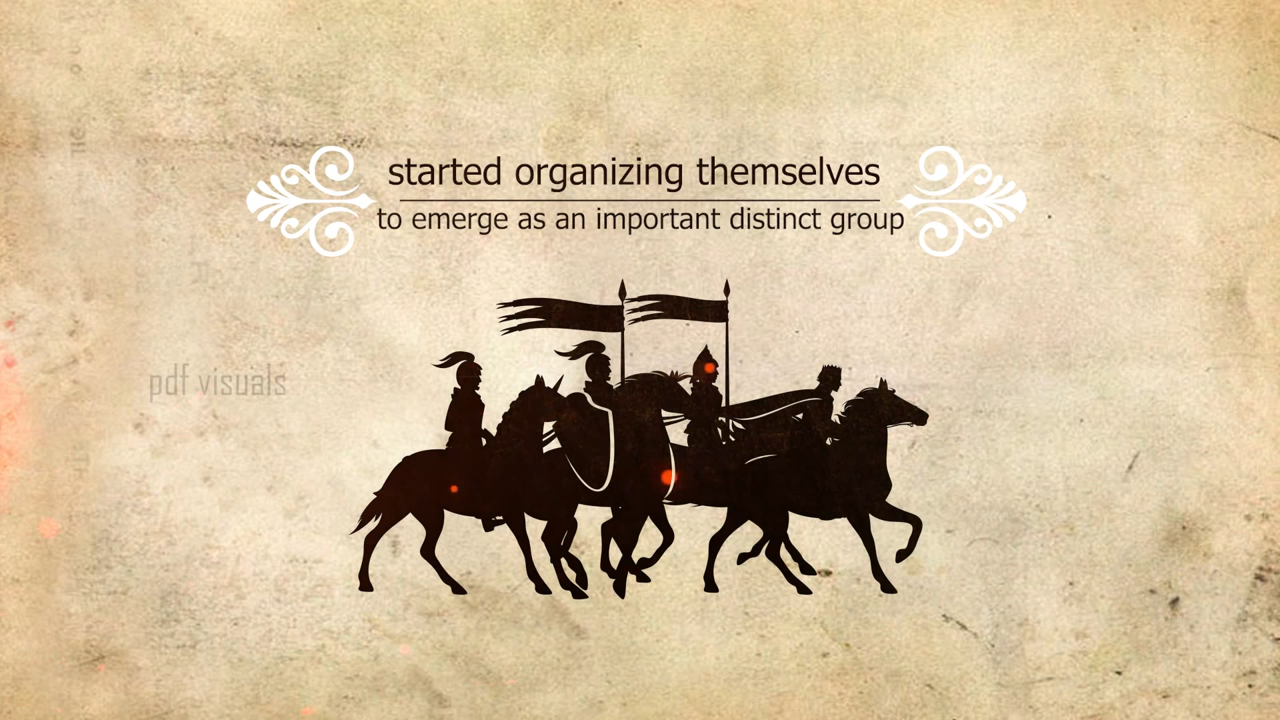 started organizing themselves
to emerge as an important distinct group
pdf visuals